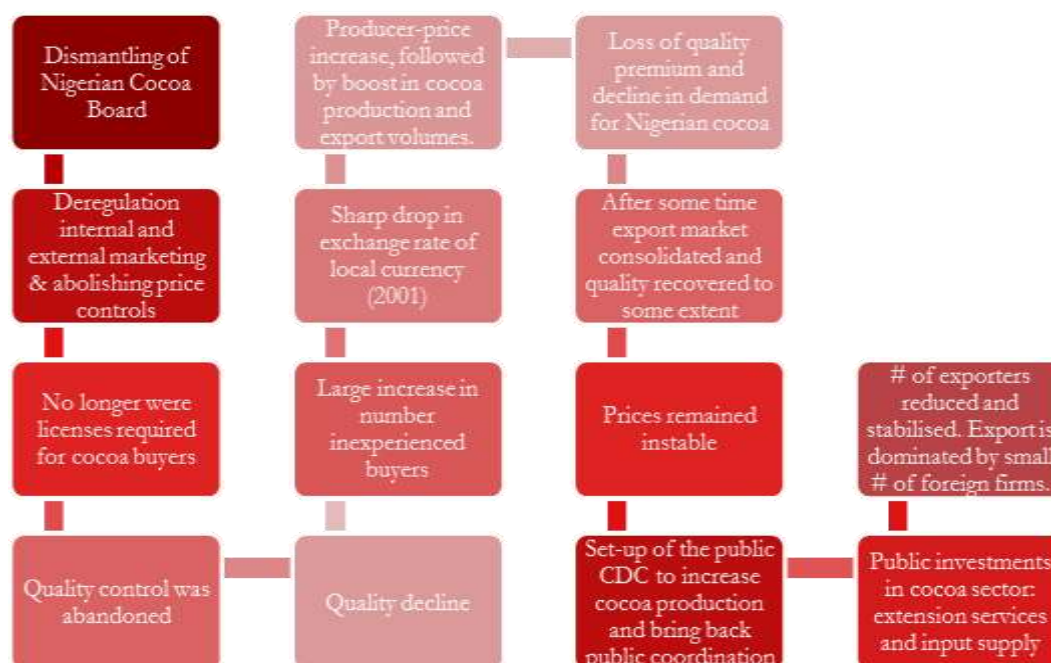 Dismantling of
Nigerian Cocoa
Board
Deregulation
internal and
external marketing
& abolishing price
controls
No longer were
licenses required
for cocoa buyers
Quality control was
abandoned
Quality decline
Large increase in
number
inexperienced
buyers
Sharp drop in
exchange rate of
local currency
(2001)
Producer-price
increase, followed
by boost in cocoa
production and
export volumes.
Loss of quality
premium and
decline in demand
for Nigerian cocoa
After some time
export market
consolidated and
quality recovered to
some extent
Prices remained
instable
Set-up of the public
CDC to increase
cocoa production
and bring back
public coordination
Public investments
in cocoa sector:
extension services
and input supply
# of exporters
reduced and
stabilised. Export is
dominated by small
# of foreign firms.